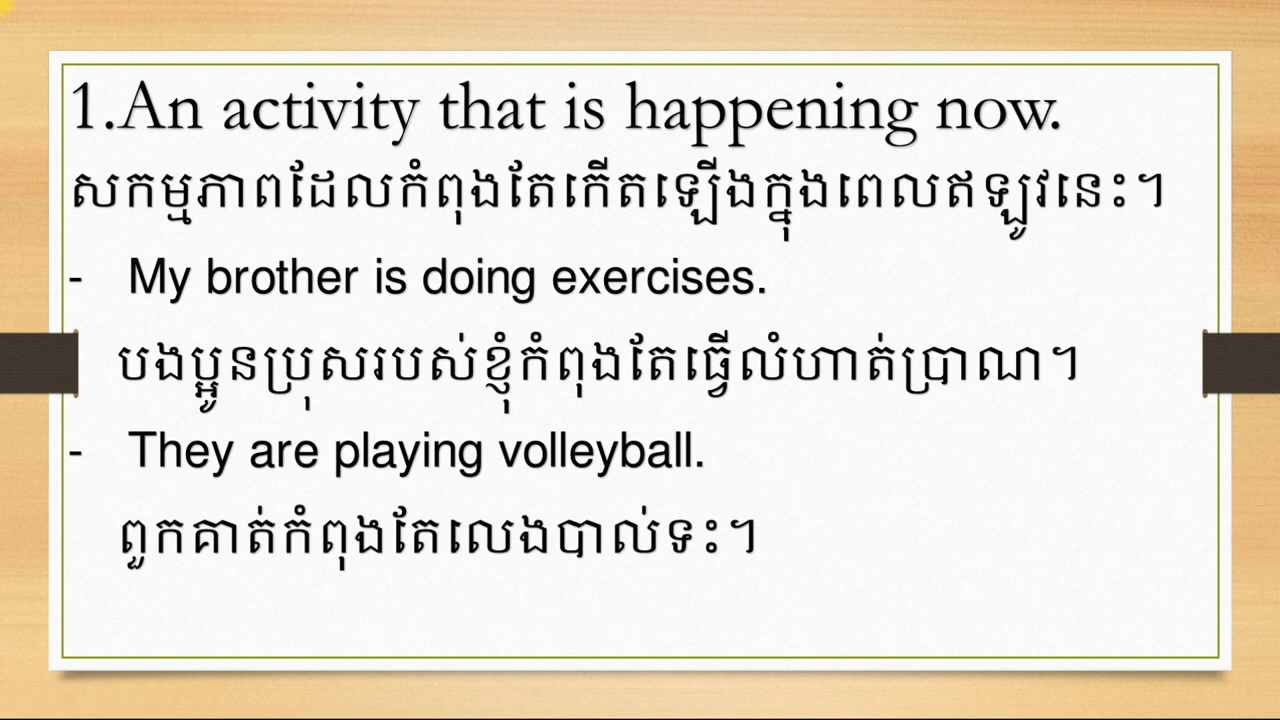 1.An activity that is happening now.
សកម្មភាពដែលកំពុងតែកើតឡើងក្នុងពេលឥឡូវនេះ។
- My brother is doing exercises.
បងប្អូនប្រុសរបស់ខ្ញុំកំពុងតែធ្វើលំហាត់ប្រាណ។
- They are playing volleyball.
ពួកគាត់កំពុងតែលេងបាល់ទះ។